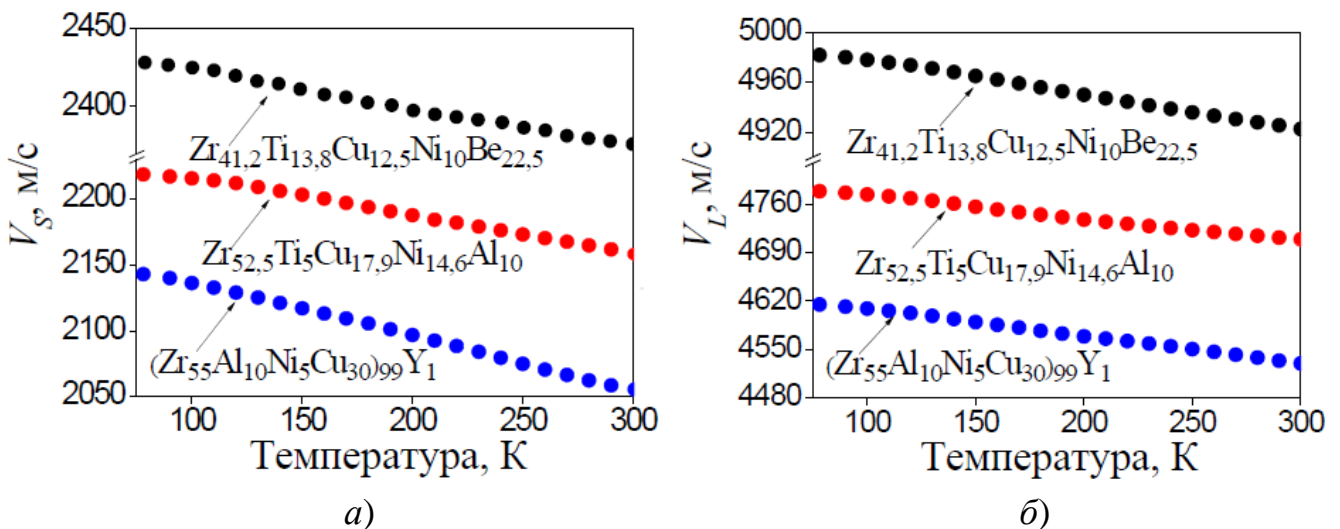 2450
2400
2200
2150
2100
2050
V_S, м/с
Zr41,2Ti13,8Cu12,5Ni10Be22,5
Zr52,5Ti5Cu17,9Ni14,6Al10
(Zr55Al10Ni5Cu30)99Y1
100 150 200 250 300
Температура, К
а)
5000
4960
4920
4760
4690
4620
4550
4480
V_L, м/с
Zr41,2Ti13,8Cu12,5Ni10Be22,5
Zr52,5Ti5Cu17,9Ni14,6Al10
(Zr55Al10Ni5Cu30)99Y1
100 150 200 250 300
Температура, К
б)